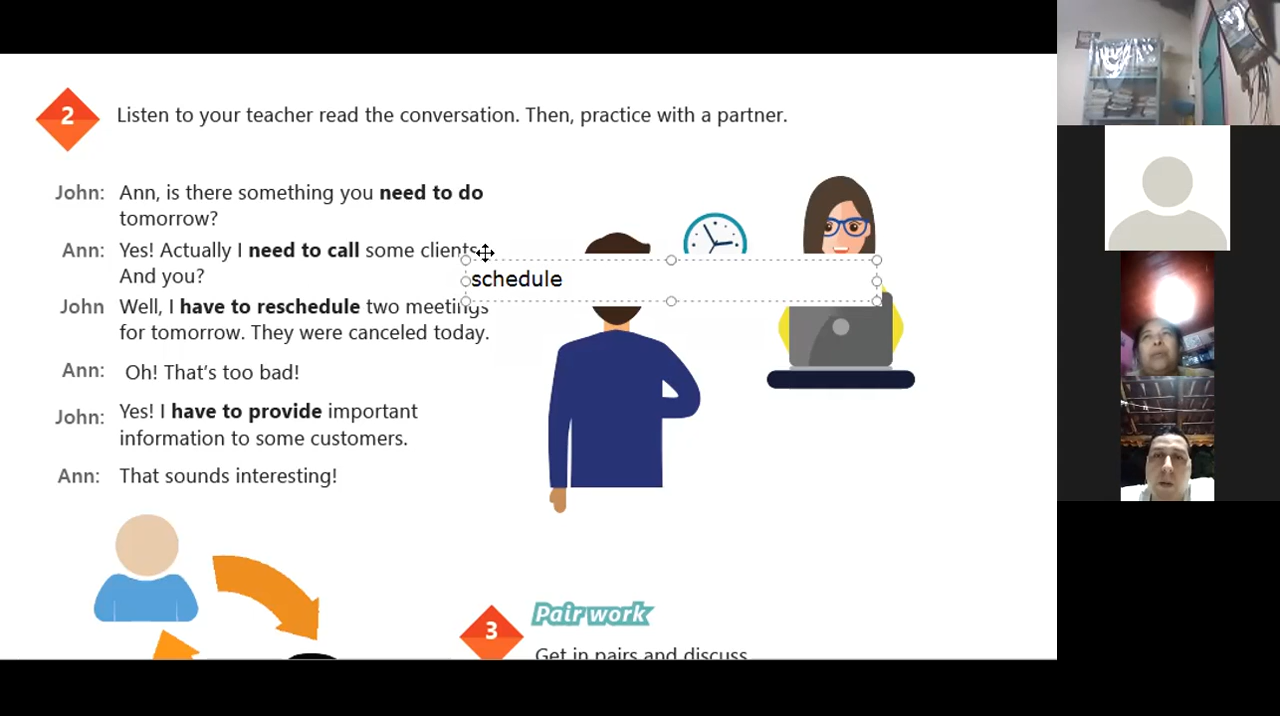 2
Listen to your teacher read the conversation. Then, practice with a partner.
John: Ann, is there something you need to do
tomorrow?
Ann: Yes! Actually I need to call some clients.
And you?
schedule
John Well, I have to reschedule two meetings
for tomorrow. They were canceled today.
Ann: Oh! That's too bad!
John: Yes! I have to provide important
information to some customers.
Ann: That sounds interesting!
3
Pair work
Get in pairs and discuss